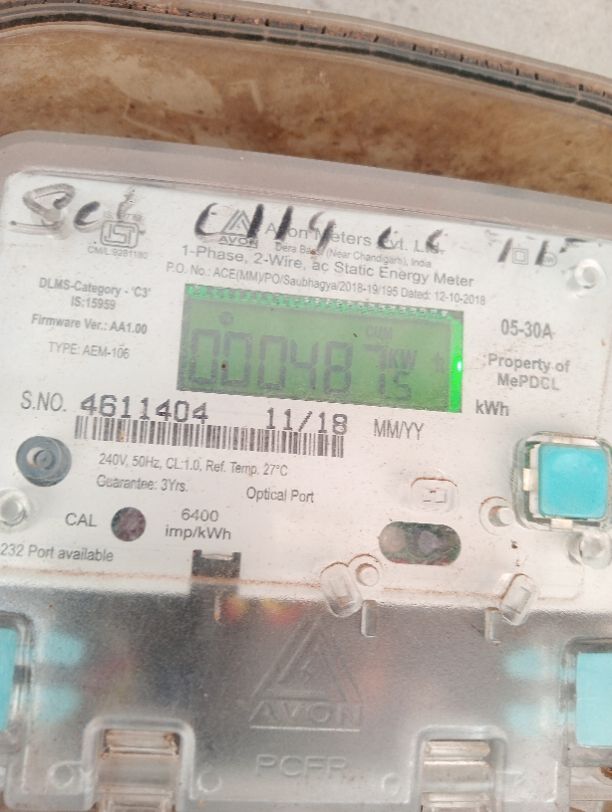 AVON
Avon Meters Pvt. Ltd.
Dera Bassi (Near Chandigarh), India
CM/L 9281180
1-Phase, 2-Wire, ac Static Energy Meter
P.O. No.: ACE(MM)/PO/Saubhagya/2018-19/195 Dated: 12-10-2018
DLMS-Category - 'C3'
IS:15959
Firmware Ver.: AA1.00
TYPE: AEM-106
CUM
000487 KW
05-30A
Property of
MePDCL
kWh
S.NO. 4611404 11/18 MM/YY
240V, 50Hz, CL:1.0, Ref. Temp. 27°C
Guarantee: 3Yrs.
Optical Port
CAL
6400
imp/kWh
232 Port available
AVON
PCFR